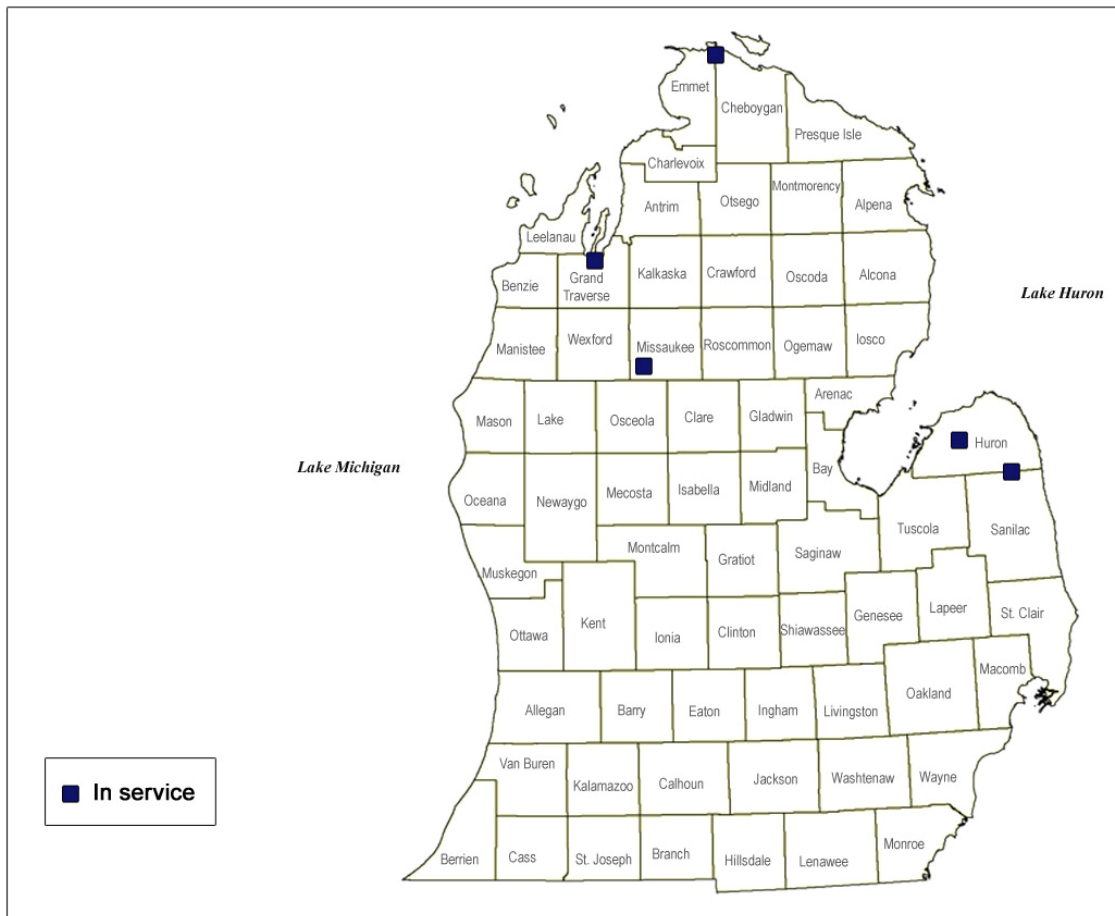 Emmet
Cheboygan
Presque Isle
Charlevoix
Antrim
Otsego
Montmorency
Alpena
Leelanau
Benzie
Grand
Traverse
Kalkaska
Crawford
Oscoda
Alcona
Lake Huron
Manistee
Wexford
Missaukee
Roscommon
Ogemaw
Iosco
Mason
Lake
Osceola
Clare
Gladwin
Arenac
Huron
Lake Michigan
Oceana
Newaygo
Mecosta
Isabella
Midland
Bay
Tuscola
Sanilac
Muskegon
Montcalm
Gratiot
Saginaw
Ottawa
Kent
Ionia
Clinton
Shiawassee
Genesee
Lapeer
St. Clair
Allegan
Barry
Eaton
Ingham
Livingston
Oakland
Macomb
Van Buren
Kalamazoo
Calhoun
Jackson
Washtenaw
Wayne
In service
Berrien
Cass
St. Joseph
Branch
Hillsdale
Lenawee
Monroe